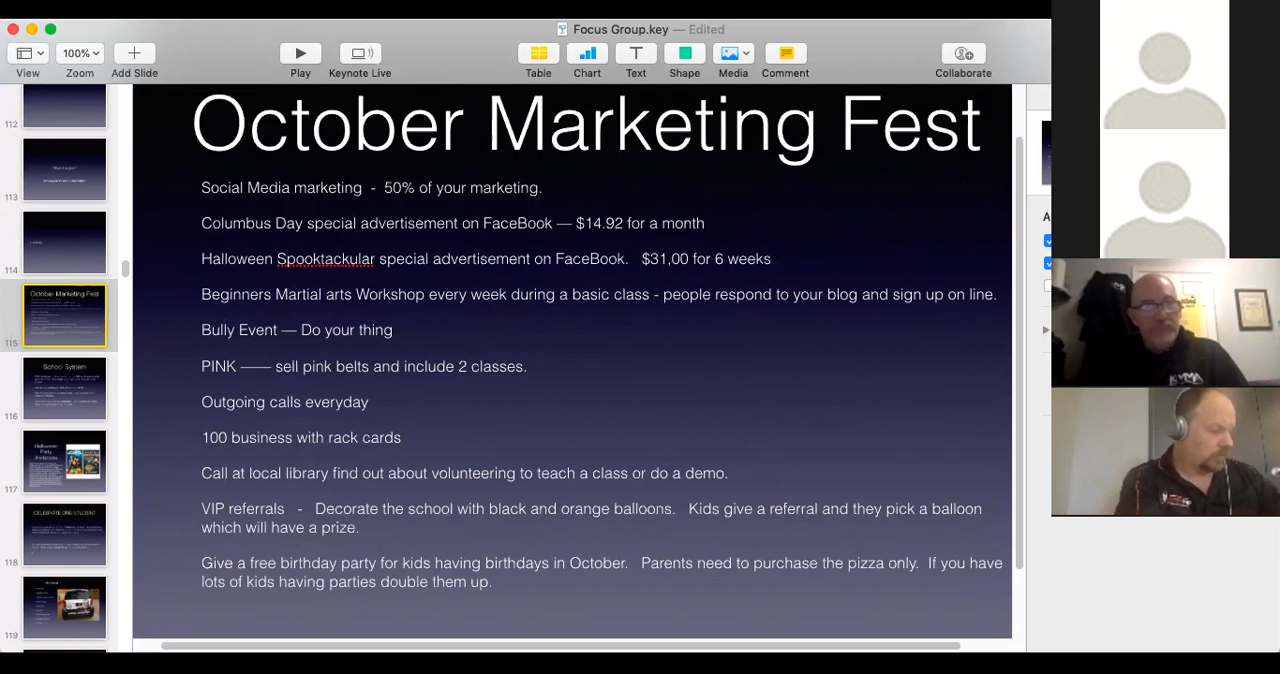 Focus Group.key — Edited
View
100%
Zoom
Add Slide
Play
Keynote Live
Table
Chart
Text
Shape
Media
Comment
Collaborate
112
113
114
October Marketing Fest
115
School System
116
Halloween
Party
Invitations
117
CELEBRATE ONE STUDENT
118
119
October Marketing Fest
Social Media marketing - 50% of your marketing.
Columbus Day special advertisement on FaceBook — $14.92 for a month
Halloween Spooktackular special advertisement on FaceBook. $31,00 for 6 weeks
Beginners Martial arts Workshop every week during a basic class - people respond to your blog and sign up on line.
Bully Event — Do your thing
PINK —— sell pink belts and include 2 classes.
Outgoing calls everyday
100 business with rack cards
Call at local library find out about volunteering to teach a class or do a demo.
VIP referrals - Decorate the school with black and orange balloons. Kids give a referral and they pick a balloon
which will have a prize.
Give a free birthday party for kids having birthdays in October. Parents need to purchase the pizza only. If you have
lots of kids having parties double them up.